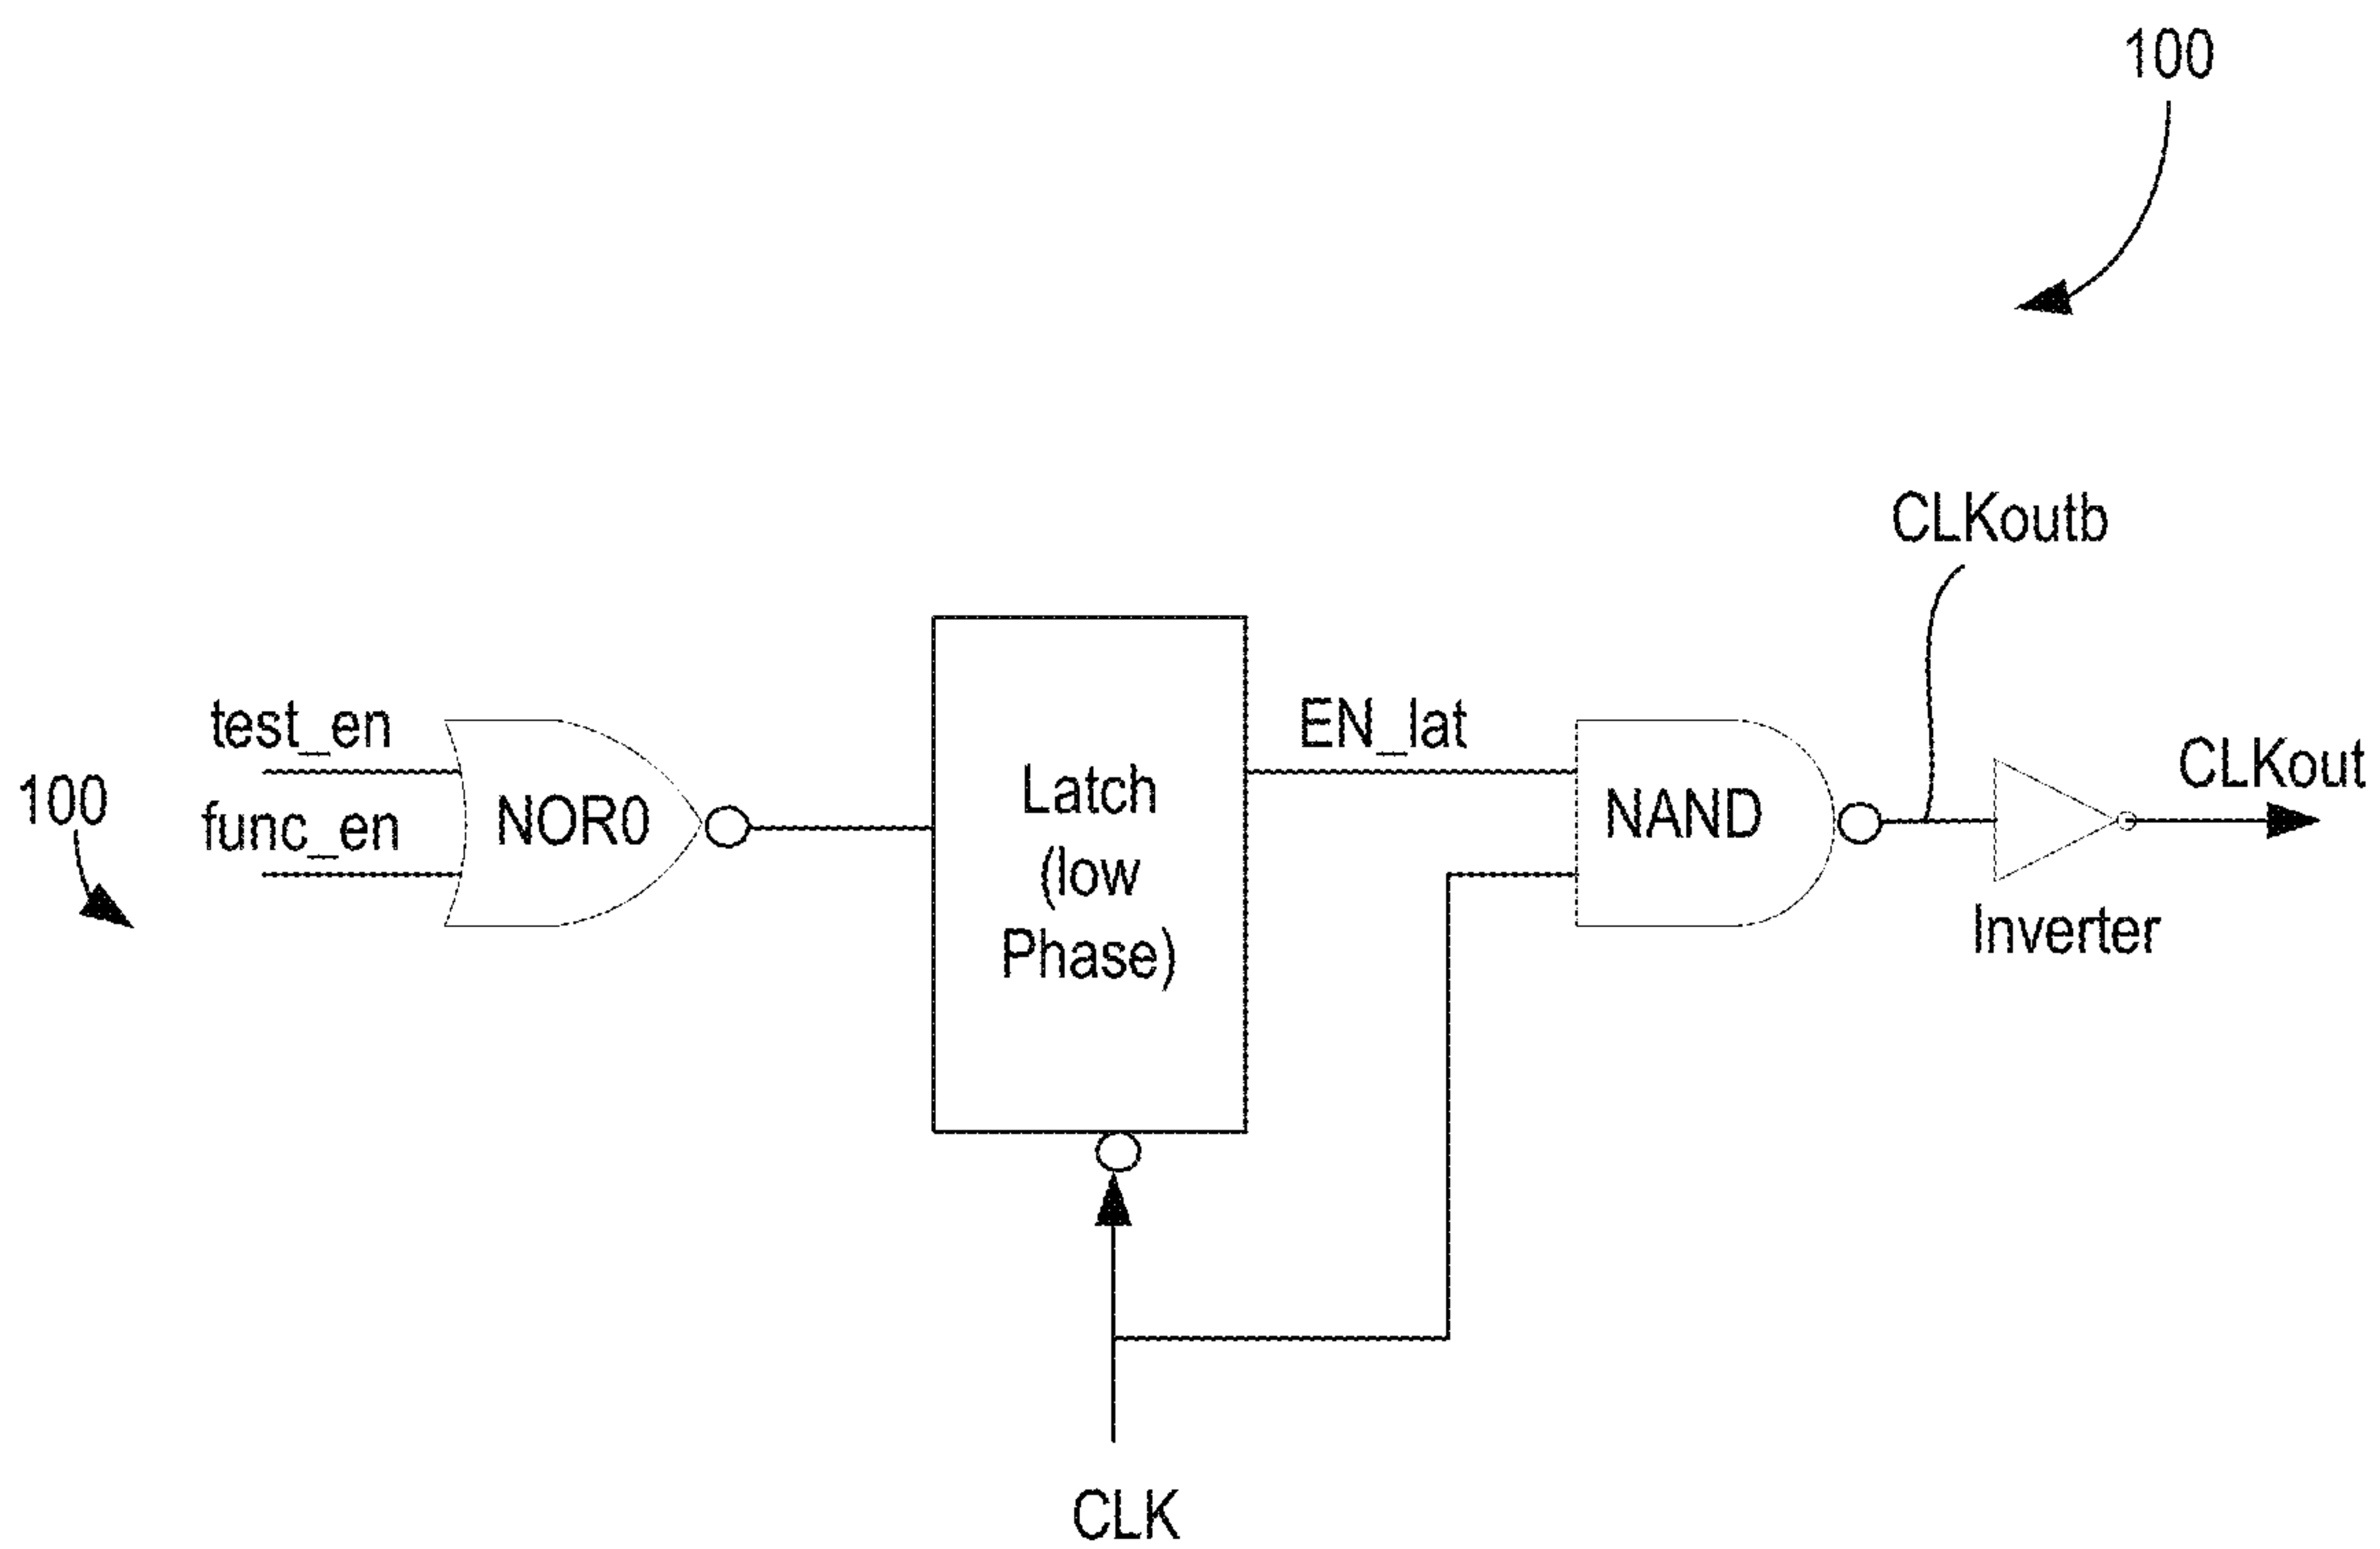 100
CLKoutb
test_en
EN_lat
CLKout
100
func_en
NOR0
Latch
(low
Phase)
NAND
Inverter
CLK